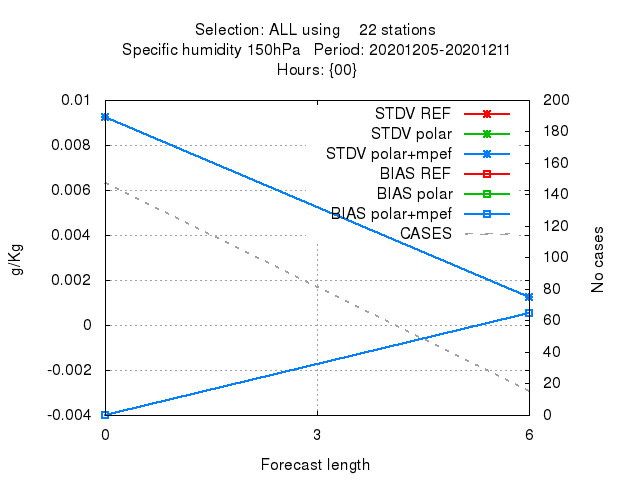 Selection: ALL using    22 stations
Specific humidity 150hPa   Period: 20201205-20201211
Hours: {00}
0.01
0.008
0.006
0.004
0.002
0
-0.002
-0.004
g/Kg
STDV REF
STDV polar
STDV polar+mpef
BIAS REF
BIAS polar
BIAS polar+mpef
CASES
200
180
160
140
120
100
80
60
40
20
0
No cases
0
3
6
Forecast length